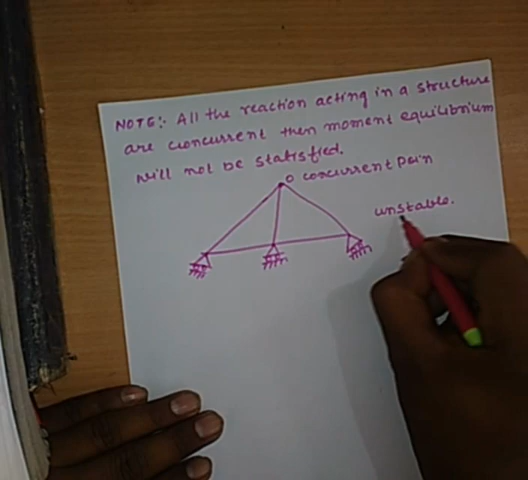 NOTE:- All the reaction acting in a structure
are concurrent then moment equilibrium
will not be statisfied.
O concurrent poin
unstable.